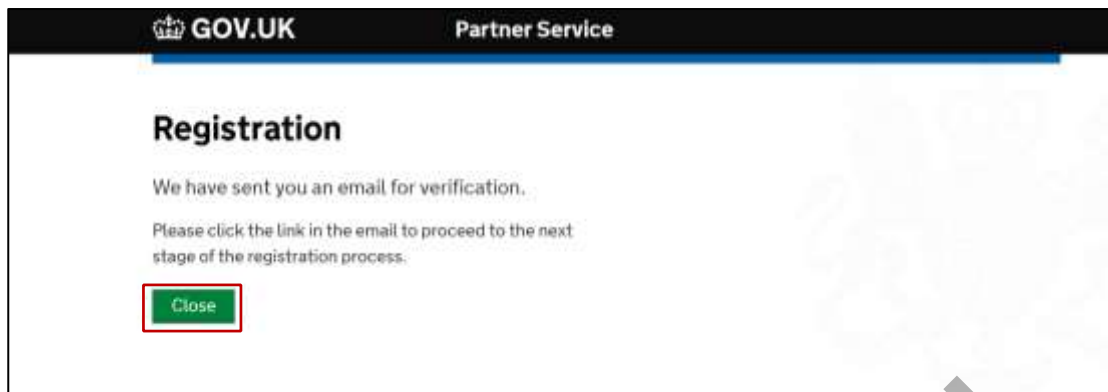 GOV.UK Partner Service
Registration
We have sent you an email for verification.
Please click the link in the email to proceed to the next
stage of the registration process.
Close